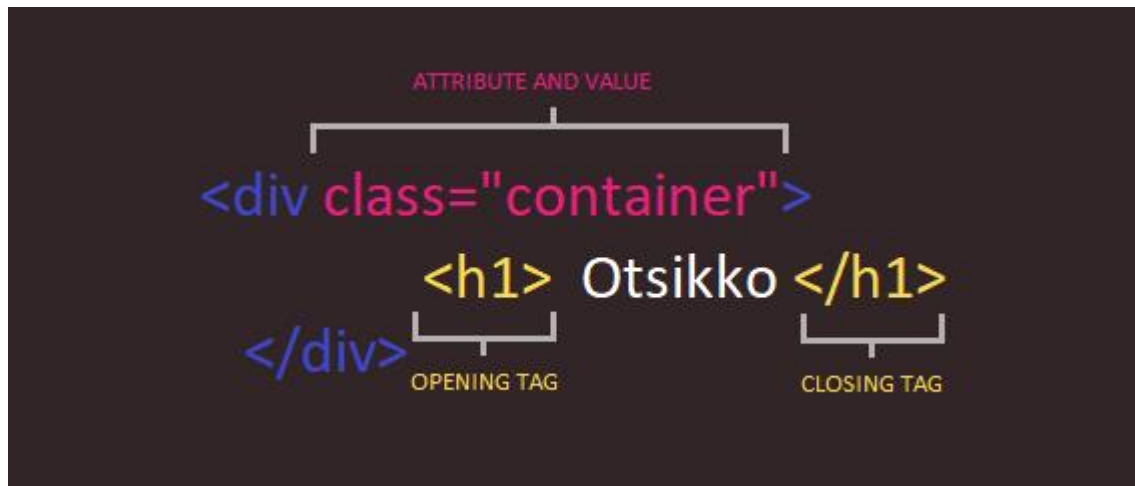 ATTRIBUTE AND VALUE
<div class="container">
<h1> Otsikko </h1>
</div>
OPENING TAG
CLOSING TAG